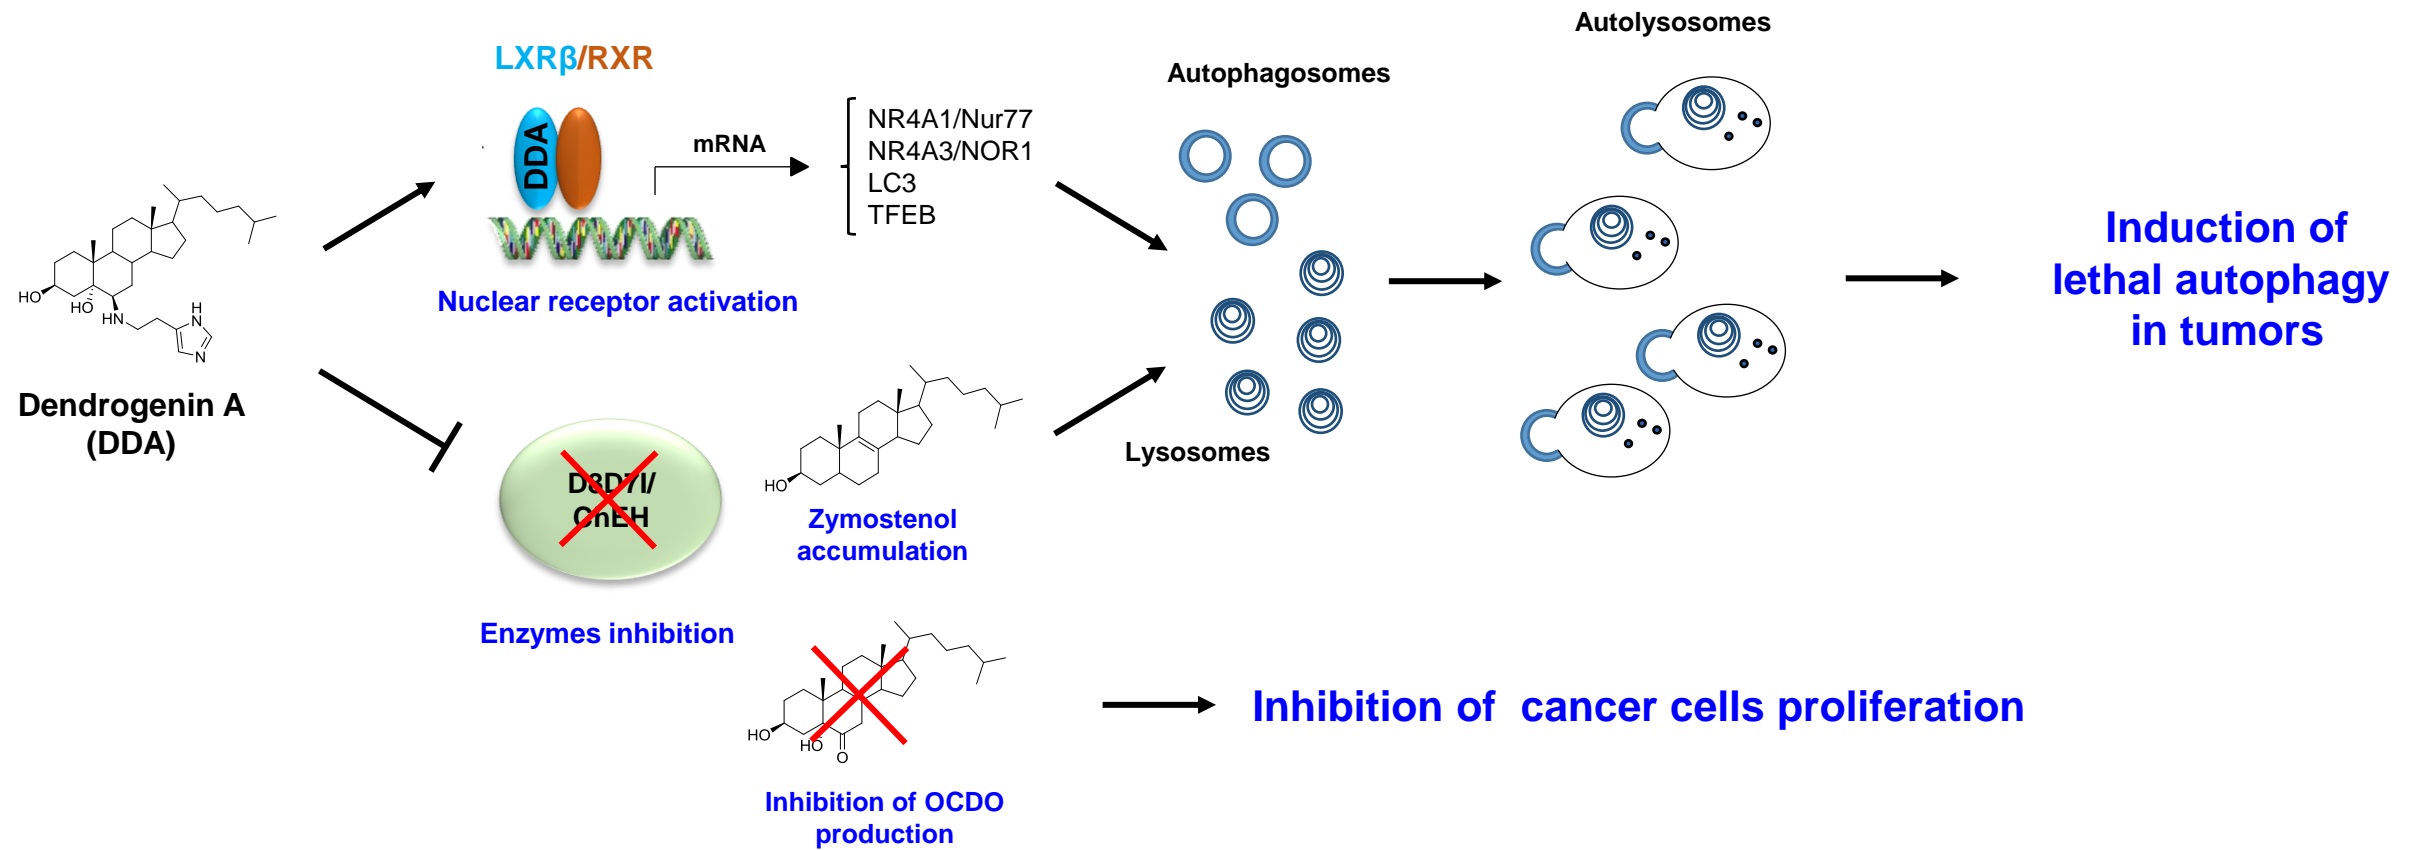 Autolysosomes
LXRβ/RXR
Autophagosomes
DDA
mRNA
NR4A1/Nur77
NR4A3/NOR1
LC3
TFEB
Nuclear receptor activation
HO
HO
HN
H
N
N
Dendrogenin A
(DDA)
Induction of
lethal autophagy
in tumors
Lysosomes
D8D7I/
ChEH
HO
Zymostenol
accumulation
Enzymes inhibition
HO
HO
O
Inhibition of cancer cells proliferation
Inhibition of OCDO
production